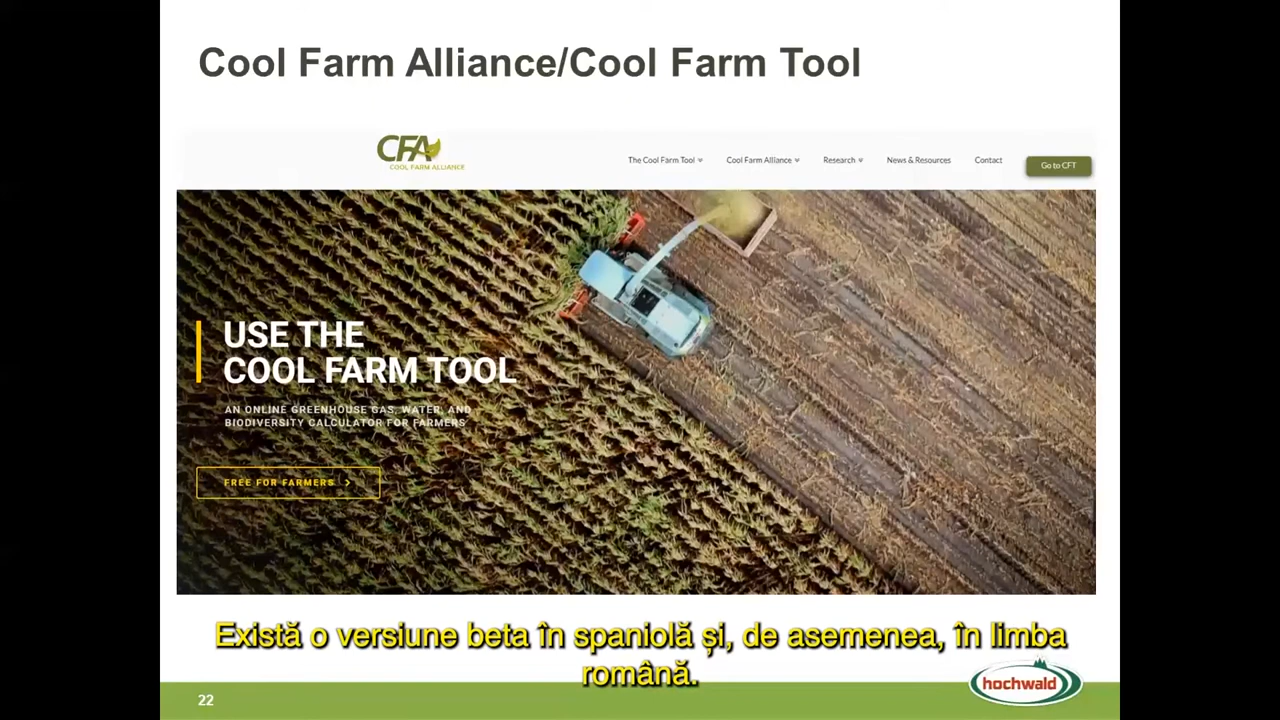 Cool Farm Alliance/Cool Farm Tool
CFA
COOL FARM ALLIANCE
The Cool Farm Tool
Cool Farm Alliance
Research
News & Resources
Contact
Go to CFT
USE THE
COOL FARM TOOL
AN ONLINE GREENHOUSE GAS, WATER, AND
BIODIVERSITY CALCULATOR FOR FARMERS
FREE FOR FARMERS >
Există o versiune beta în spaniolă și, de asemenea, în limba
română.
22
hochwald